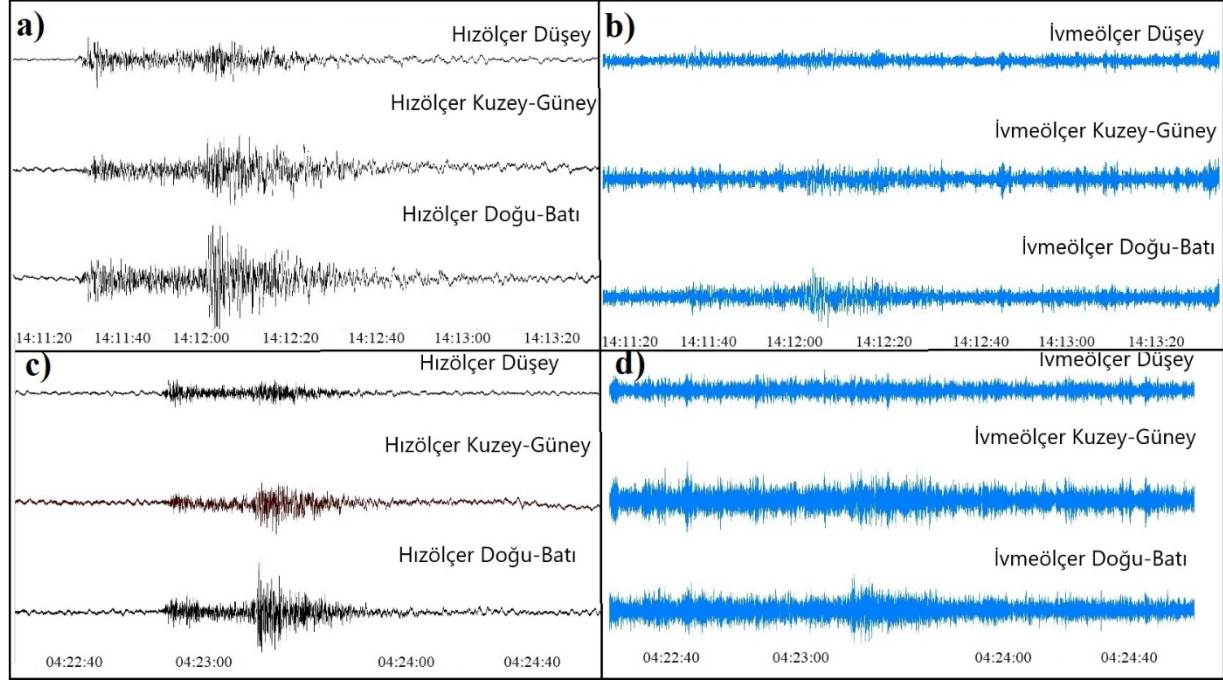 a)
Hızölçer Düşey
Hızölçer Kuzey-Güney
Hızölçer Doğu-Batı
14:11:20 14:11:40 14:12:00 14:12:20 14:12:40 14:13:00 14:13:20
b)
İvmeölçer Düşey
İvmeölçer Kuzey-Güney
İvmeölçer Doğu-Batı
14:11:20 14:11:40 14:12:00 14:12:20 14:12:40 14:13:00 14:13:20
c)
Hızölçer Düşey
Hızölçer Kuzey-Güney
Hızölçer Doğu-Batı
04:22:40 04:23:00 04:24:00 04:24:40
d)
İvmeölçer Düşey
İvmeölçer Kuzey-Güney
İvmeölçer Doğu-Batı
04:22:40 04:23:00 04:24:00 04:24:40